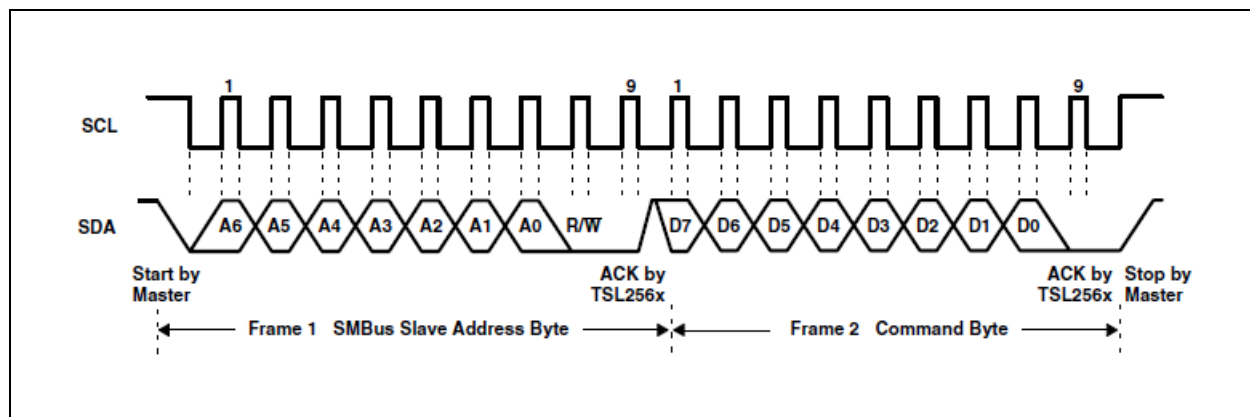 1 9 1 9
SCL
SDA A6 A5 A4 A3 A2 A1 A0 R/W D7 D6 D5 D4 D3 D2 D1 D0
Start by Master
ACK by TSL256x
ACK by TSL256x
Stop by Master
Frame 1 SMBus Slave Address Byte
Frame 2 Command Byte